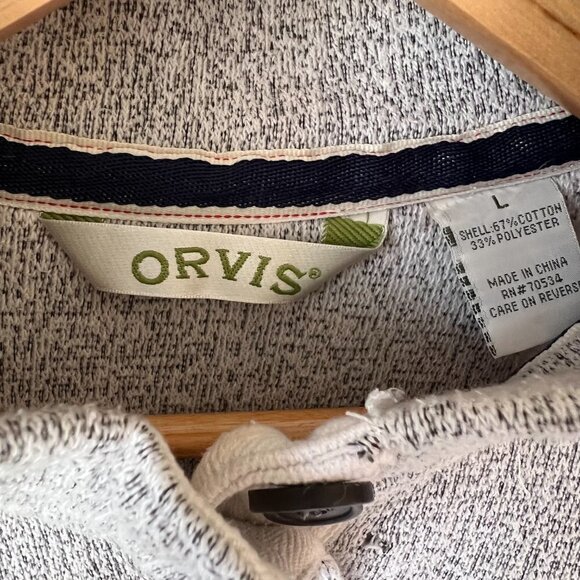 ORVIS®
L
SHELL:67%COTTON
33%POLYESTER
MADE IN CHINA
RN#70534
CARE ON REVERSE